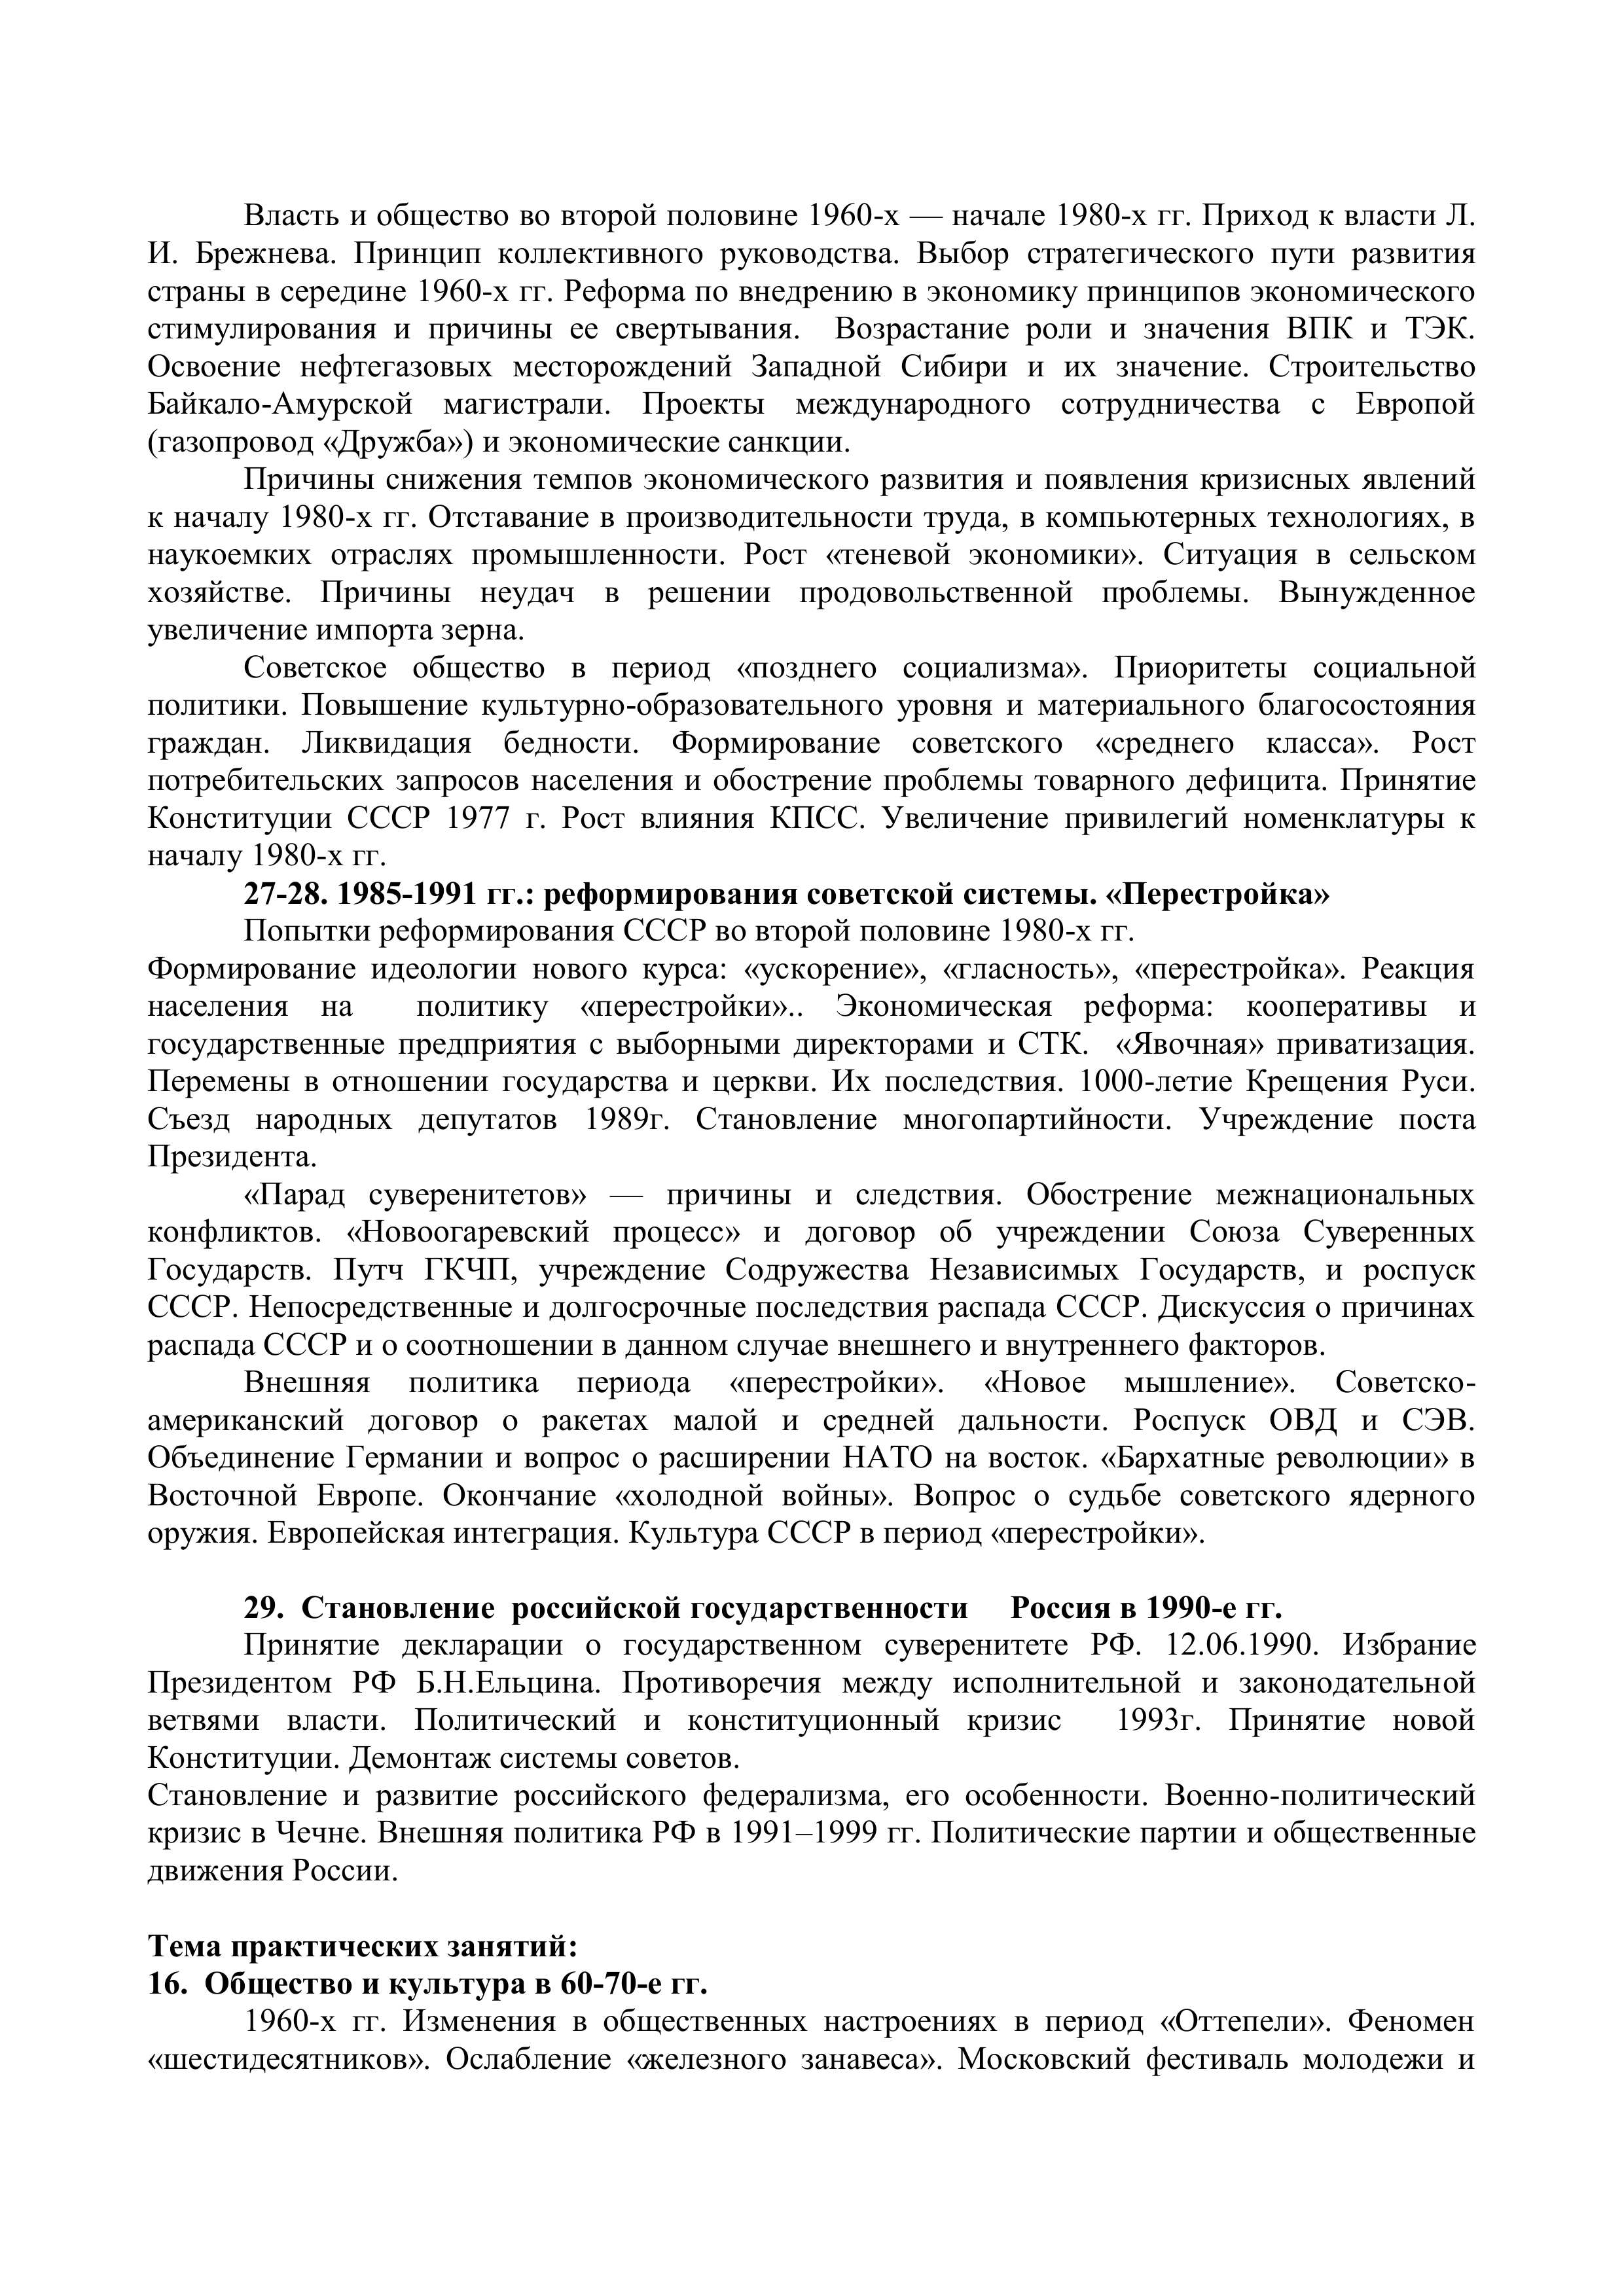 Власть и общество во второй половине 1960-х — начале 1980-х гг. Приход к власти Л.
И. Брежнева. Принцип коллективного руководства. Выбор стратегического пути развития
страны в середине 1960-х гг. Реформа по внедрению в экономику принципов экономического
стимулирования и причины ее свертывания. Возрастание роли и значения ВПК и ТЭК.
Освоение нефтегазовых месторождений Западной Сибири и их значение. Строительство
Байкало-Амурской магистрали. Проекты международного сотрудничества с Европой
(газопровод «Дружба») и экономические санкции.
Причины снижения темпов экономического развития и появления кризисных явлений
к началу 1980-х гг. Отставание в производительности труда, в компьютерных технологиях, в
наукоемких отраслях промышленности. Рост «теневой экономики». Ситуация в сельском
хозяйстве. Причины неудач в решении продовольственной проблемы. Вынужденное
увеличение импорта зерна.
Советское общество в период «позднего социализма». Приоритеты социальной
политики. Повышение культурно-образовательного уровня и материального благосостояния
граждан. Ликвидация бедности. Формирование советского «среднего класса». Рост
потребительских запросов населения и обострение проблемы товарного дефицита. Принятие
Конституции СССР 1977 г. Рост влияния КПСС. Увеличение привилегий номенклатуры к
началу 1980-х гг.
27-28. 1985-1991 гг.: реформирования советской системы. «Перестройка»
Попытки реформирования СССР во второй половине 1980-х гг.
Формирование идеологии нового курса: «ускорение», «гласность», «перестройка». Реакция
населения на политику «перестройки».. Экономическая реформа: кооперативы и
государственные предприятия с выборными директорами и СТК. «Явочная» приватизация.
Перемены в отношении государства и церкви. Их последствия. 1000-летие Крещения Руси.
Съезд народных депутатов 1989г. Становление многопартийности. Учреждение поста
Президента.
«Парад суверенитетов» — причины и следствия. Обострение межнациональных
конфликтов. «Новоогаревский процесс» и договор об учреждении Союза Суверенных
Государств. Путч ГКЧП, учреждение Содружества Независимых Государств, и роспуск
СССР. Непосредственные и долгосрочные последствия распада СССР. Дискуссия о причинах
распада СССР и о соотношении в данном случае внешнего и внутреннего факторов.
Внешняя политика периода «перестройки». «Новое мышление». Советско-
американский договор о ракетах малой и средней дальности. Роспуск ОВД и СЭВ.
Объединение Германии и вопрос о расширении НАТО на восток. «Бархатные революции» в
Восточной Европе. Окончание «холодной войны». Вопрос о судьбе советского ядерного
оружия. Европейская интеграция. Культура СССР в период «перестройки».
29. Становление российской государственности Россия в 1990-е гг.
Принятие декларации о государственном суверенитете РФ. 12.06.1990. Избрание
Президентом РФ Б.Н.Ельцина. Противоречия между исполнительной и законодательной
ветвями власти. Политический и конституционный кризис 1993г. Принятие новой
Конституции. Демонтаж системы советов.
Становление и развитие российского федерализма, его особенности. Военно-политический
кризис в Чечне. Внешняя политика РФ в 1991–1999 гг. Политические партии и общественные
движения России.
Тема практических занятий:
16. Общество и культура в 60-70-е гг.
1960-х гг. Изменения в общественных настроениях в период «Оттепели». Феномен
«шестидесятников». Ослабление «железного занавеса». Московский фестиваль молодежи и